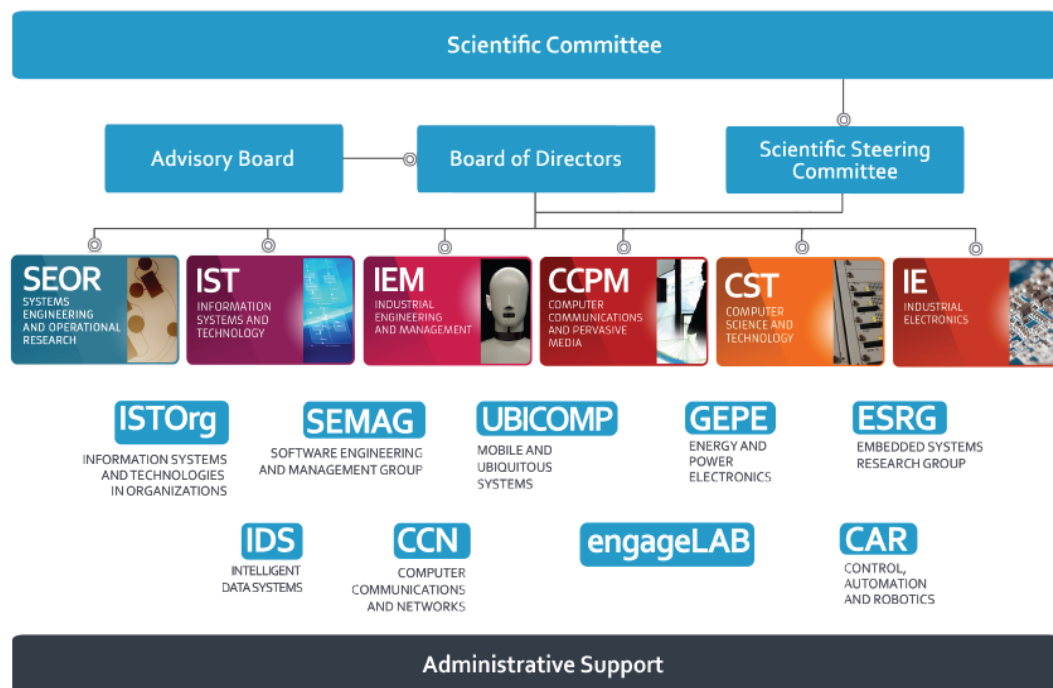 Scientific Committee
Advisory Board
Board of Directors
Scientific Steering
Committee
SEOR
SYSTEMS
ENGINEERING
AND OPERATIONAL
RESEARCH
IST
INFORMATION
SYSTEMS AND
TECHNOLOGY
IEM
INDUSTRIAL
ENGINEERING
AND MANAGEMENT
CCPM
COMPUTER
COMMUNICATIONS
AND PERVASIVE
MEDIA
CST
COMPUTER
SCIENCE AND
TECHNOLOGY
IE
INDUSTRIAL
ELECTRONICS
ISTOrg
INFORMATION SYSTEMS
AND TECHNOLOGIES
IN ORGANIZATIONS
SEMAG
SOFTWARE ENGINEERING
AND MANAGEMENT GROUP
UBICOMP
MOBILE AND
UBIQUITOUS
SYSTEMS
GEPE
ENERGY AND
POWER
ELECTRONICS
ESRG
EMBEDDED SYSTEMS
RESEARCH GROUP
IDS
INTELLIGENT
DATA SYSTEMS
CCN
COMPUTER
COMMUNICATIONS
AND NETWORKS
engageLAB
CAR
CONTROL,
AUTOMATION
AND ROBOTICS
Administrative Support